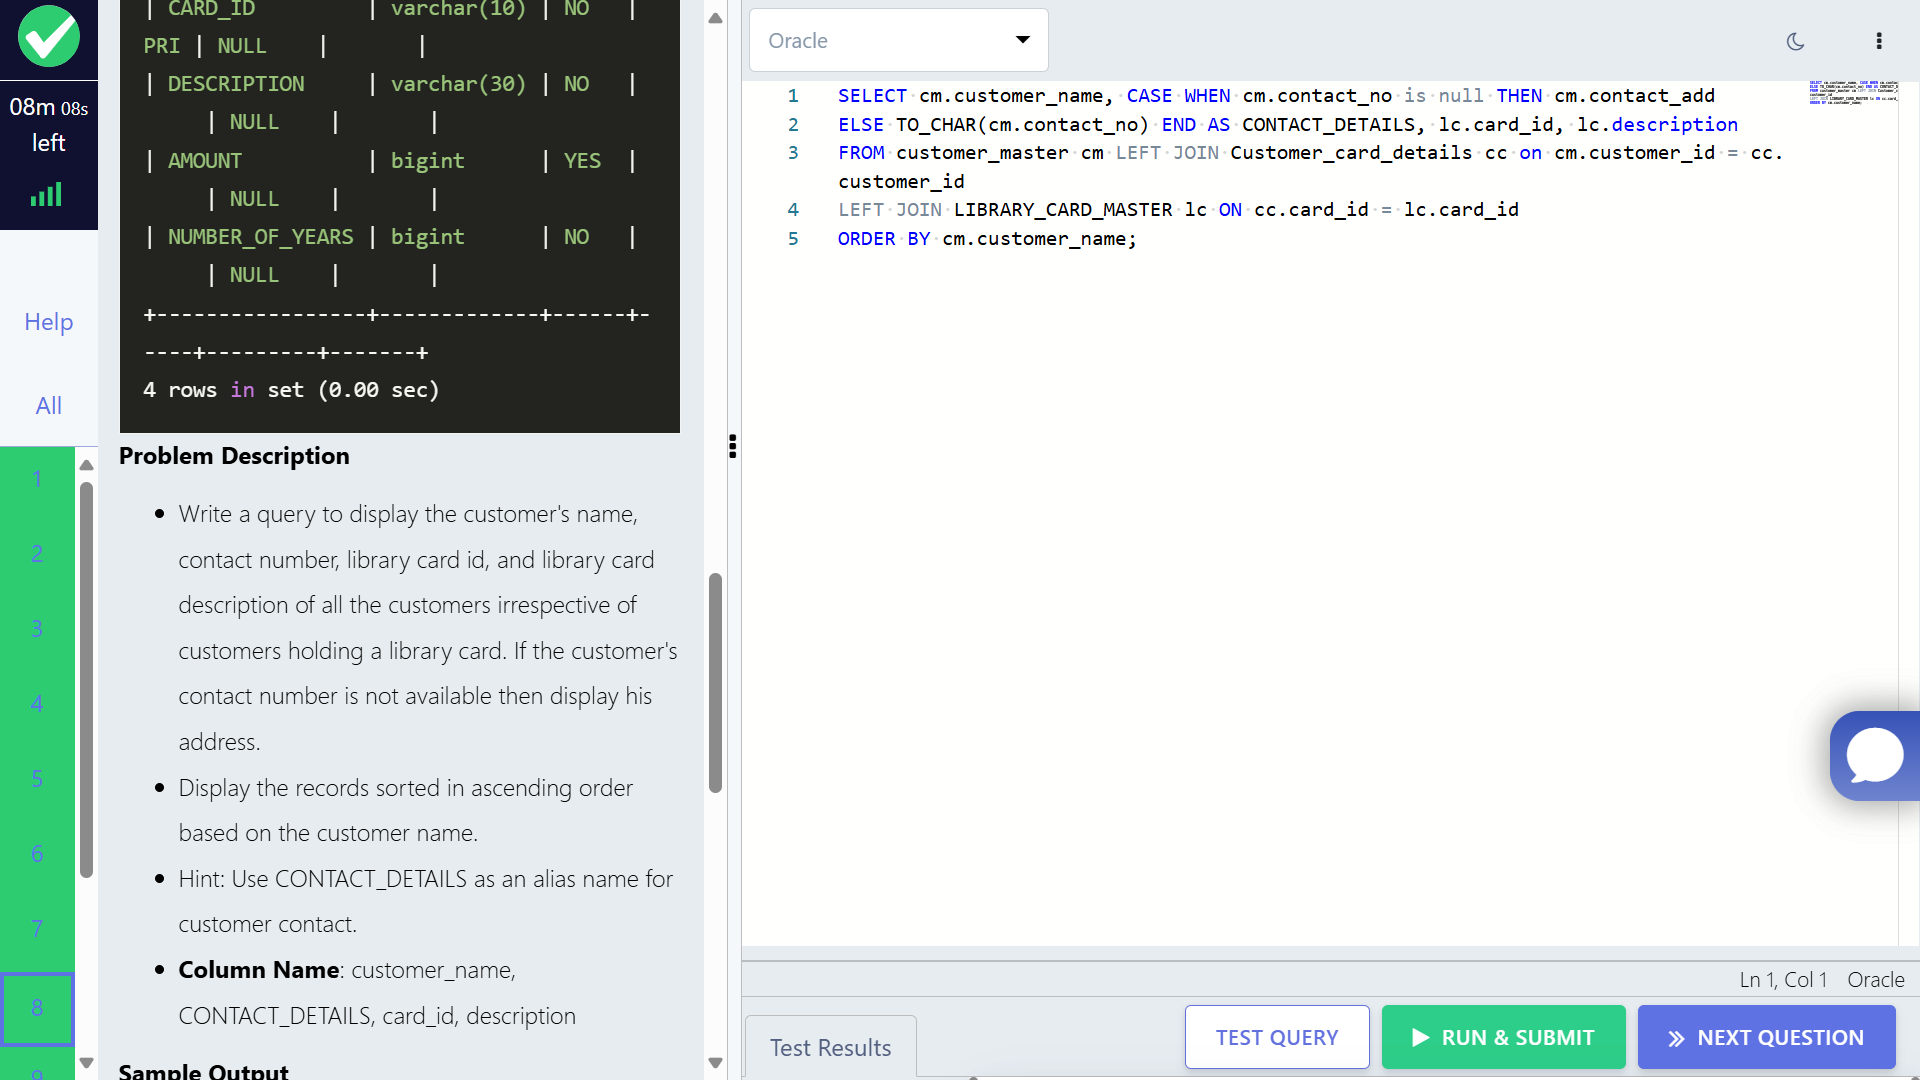 08m 08s
left
Help
All
1
2
3
4
5
6
7
8
9
| CARD_ID         | varchar(10) | NO   |
PRI | NULL    |       |
| DESCRIPTION     | varchar(30) | NO   |
     | NULL    |       |
| AMOUNT          | bigint      | YES  |
     | NULL    |       |
| NUMBER_OF_YEARS | bigint      | NO   |
     | NULL    |       |
+-----------------+-------------+------+-
----+---------+-------+
4 rows in set (0.00 sec)
Problem Description
• Write a query to display the customer's name,
contact number, library card id, and library card
description of all the customers irrespective of
customers holding a library card. If the customer's
contact number is not available then display his
address.
• Display the records sorted in ascending order
based on the customer name.
• Hint: Use CONTACT_DETAILS as an alias name for
customer contact.
• Column Name: customer_name,
CONTACT_DETAILS, card_id, description
Sample Output
Oracle
1 SELECT cm.customer_name, CASE WHEN cm.contact_no is null THEN cm.contact_add
2 ELSE TO_CHAR(cm.contact_no) END AS CONTACT_DETAILS, lc.card_id, lc.description
3 FROM customer_master cm LEFT JOIN Customer_card_details cc on cm.customer_id = cc.
customer_id
4 LEFT JOIN LIBRARY_CARD_MASTER lc ON cc.card_id = lc.card_id
5 ORDER BY cm.customer_name;
Ln 1, Col 1 Oracle
Test Results
TEST QUERY
RUN & SUBMIT
NEXT QUESTION